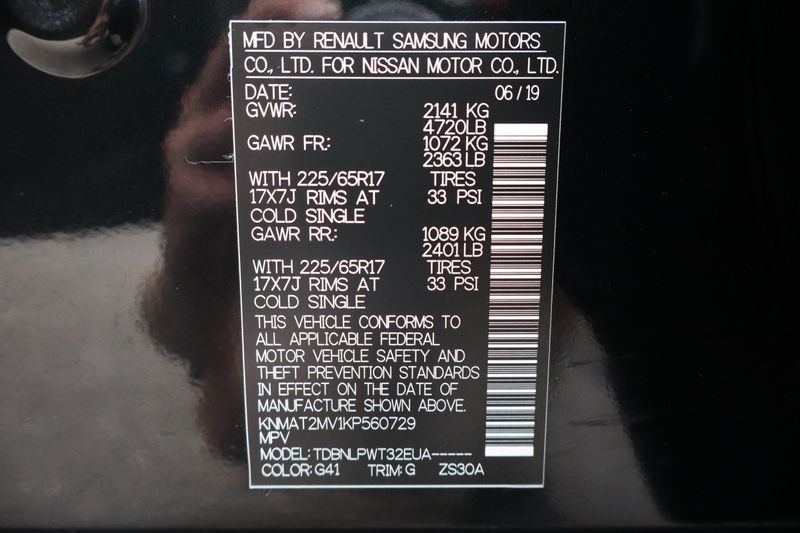 MFD BY RENAULT SAMSUNG MOTORS
CO., LTD. FOR NISSAN MOTOR CO., LTD.
DATE: 06/19
GVWR: 2141 KG
4720LB
GAWR FR.: 1072 KG
2363LB
WITH 225/65R17 TIRES
17X7J RIMS AT 33 PSI
COLD SINGLE
GAWR RR.: 1089 KG
2401LB
WITH 225/65R17 TIRES
17X7J RIMS AT 33 PSI
COLD SINGLE
THIS VEHICLE CONFORMS TO
ALL APPLICABLE FEDERAL
MOTOR VEHICLE SAFETY AND
THEFT PREVENTION STANDARDS
IN EFFECT ON THE DATE OF
MANUFACTURE SHOWN ABOVE.
KNMAT2MV1KP560729
MPV
MODEL: TDBNLPWT32EUA-----
COLOR: G41 TRIM: G ZS30A